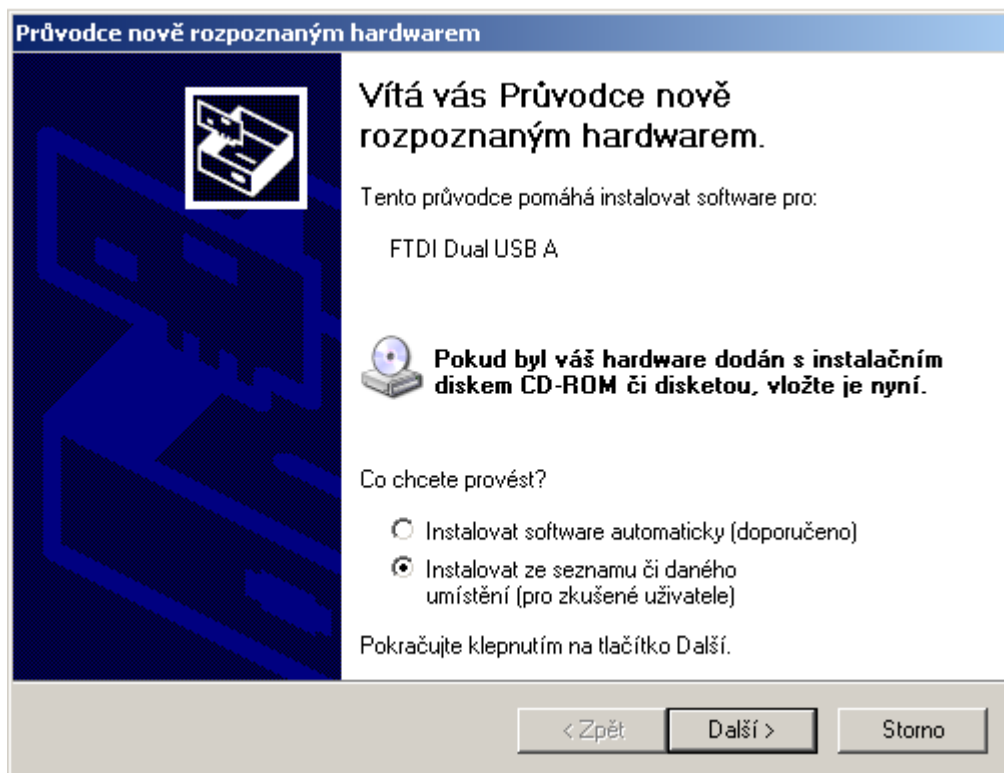 Průvodce nově rozpoznaným hardwarem
Vítá vás Průvodce nově
rozpoznaným hardwarem.
Tento průvodce pomáhá instalovat software pro:
FTDI Dual USB A
Pokud byl váš hardware dodán s instalačním
diskem CD-ROM či disketou, vložte je nyní.
Co chcete provést?
Instalovat software automaticky (doporučeno)
Instalovat ze seznamu či daného
umístění (pro zkušené uživatele)
Pokračujte klepnutím na tlačítko Další.
< Zpět
Další >
Storno